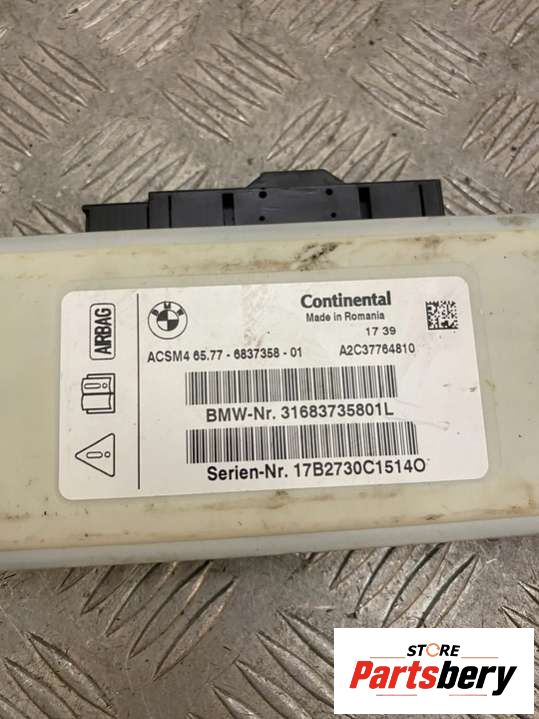 AIRBAG
BMW
Continental
Made in Romania
17 39
ACSM4 65.77 - 6837358 - 01
A2C37764810
BMW-Nr. 31683735801L
Serien-Nr. 17B2730C1514O
STORE
Partsbery